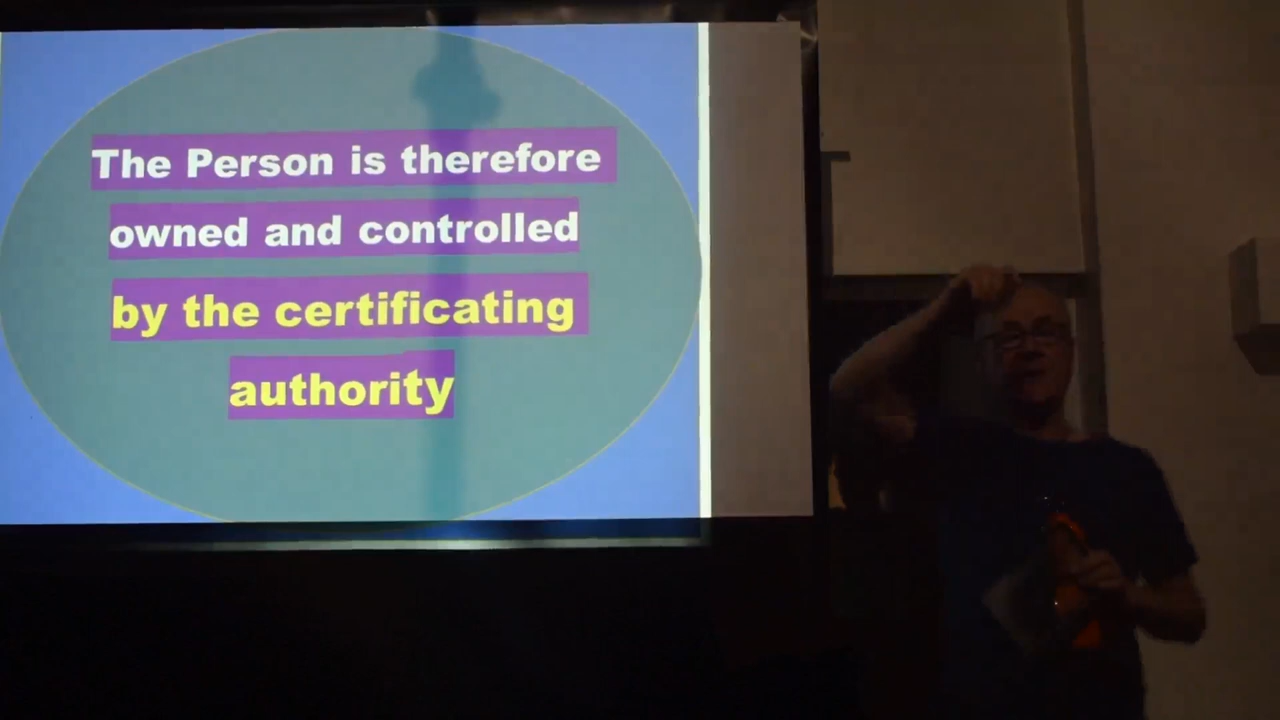 The Person is therefore
owned and controlled
by the certificating
authority